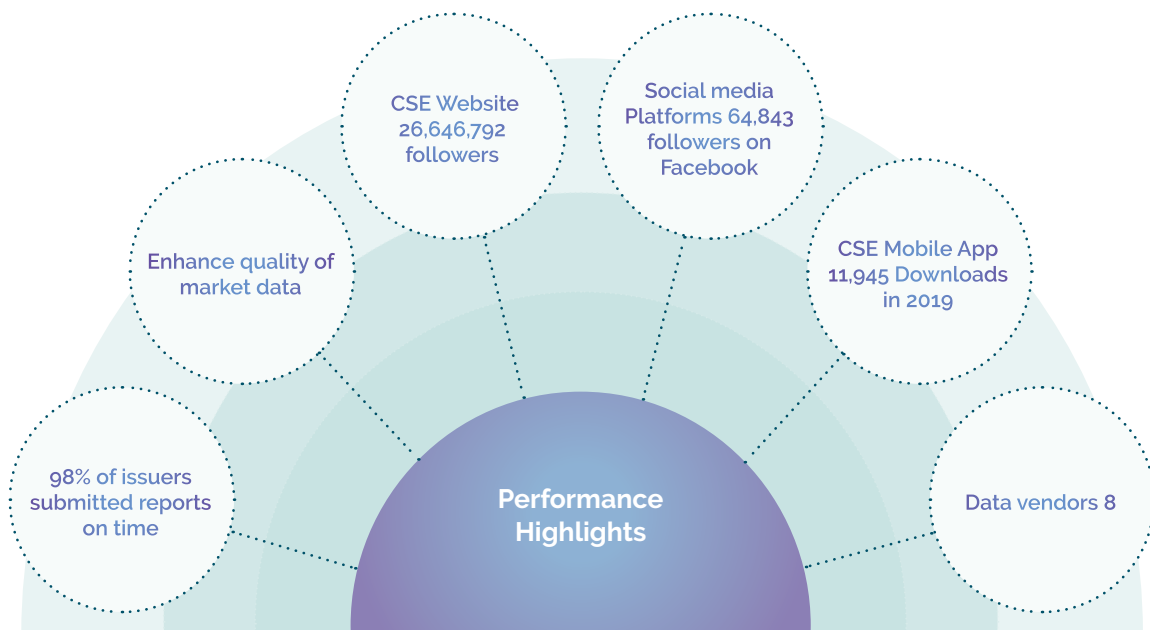 CSE Website
26,646,792
followers
Social media
Platforms 64,843
followers on
Facebook
Enhance quality of
market data
CSE Mobile App
11,945 Downloads
in 2019
98% of issuers
submitted reports
on time
Performance
Highlights
Data vendors 8